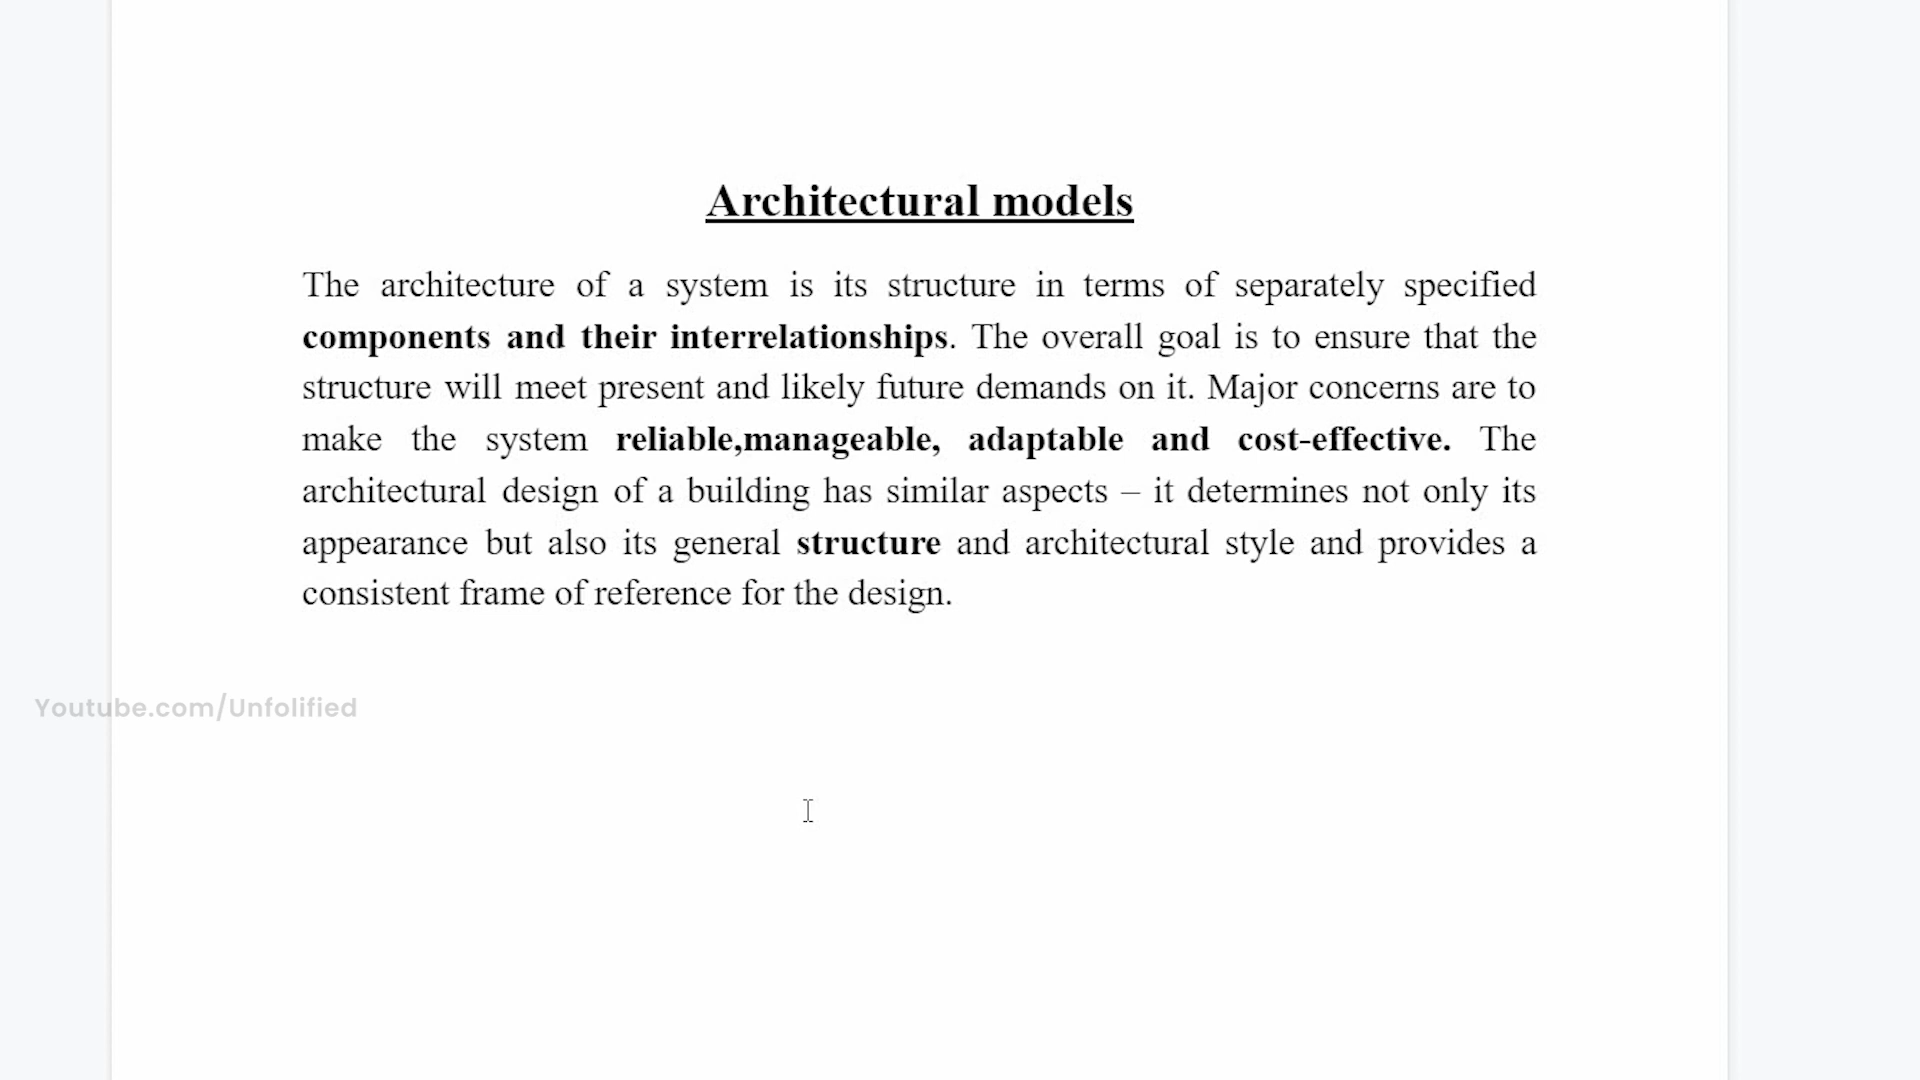 Architectural models
The architecture of a system is its structure in terms of separately specified
components and their interrelationships. The overall goal is to ensure that the
structure will meet present and likely future demands on it. Major concerns are to
make the system reliable,manageable, adaptable and cost-effective. The
architectural design of a building has similar aspects – it determines not only its
appearance but also its general structure and architectural style and provides a
consistent frame of reference for the design.
Youtube.com/Unfolified